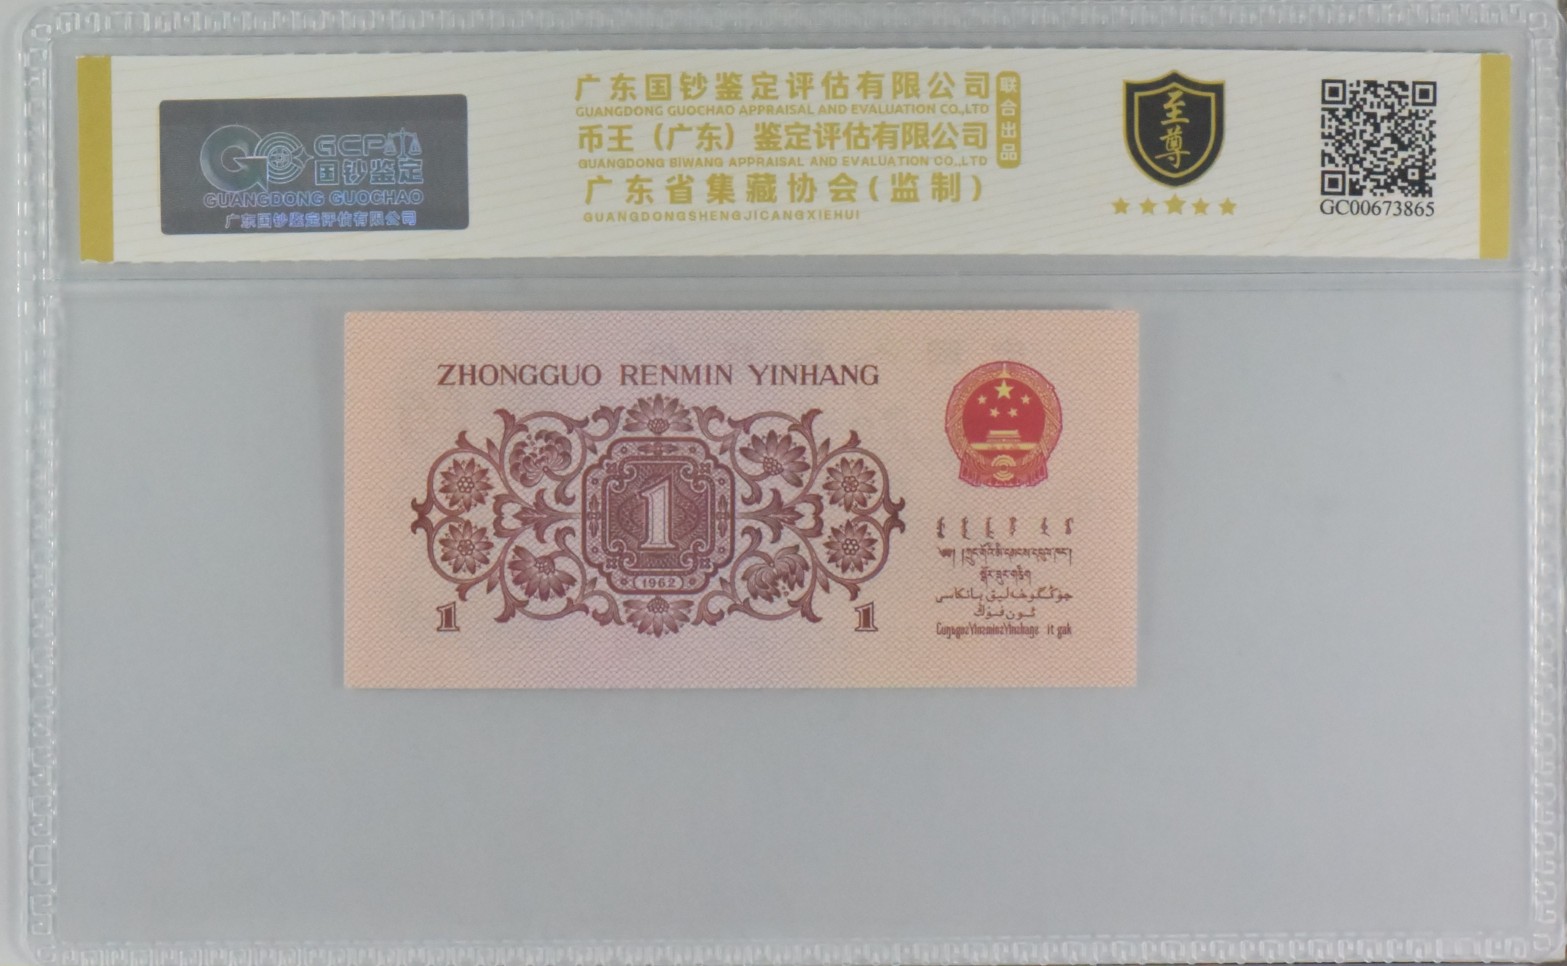 GCP
国钞鉴定
GUANGDONG GUOCHAO
广东国钞鉴定评估有限公司
广东国钞鉴定评估有限公司
GUANGDONG GUOCHAO APPRAISAL AND EVALUATION CO.,LTD
币王（广东）鉴定评估有限公司
GUANGDONG BIWANG APPRAISAL AND EVALUATION CO.,LTD
广东省集藏协会(监制)
GUANGDONGSHENGJICANGXIEHUI
联合出品
至尊
GC00673865
ZHONGGUO RENMIN YINHANG
1
1962
1 1
جۇڭگوخەلىق بانكاسى